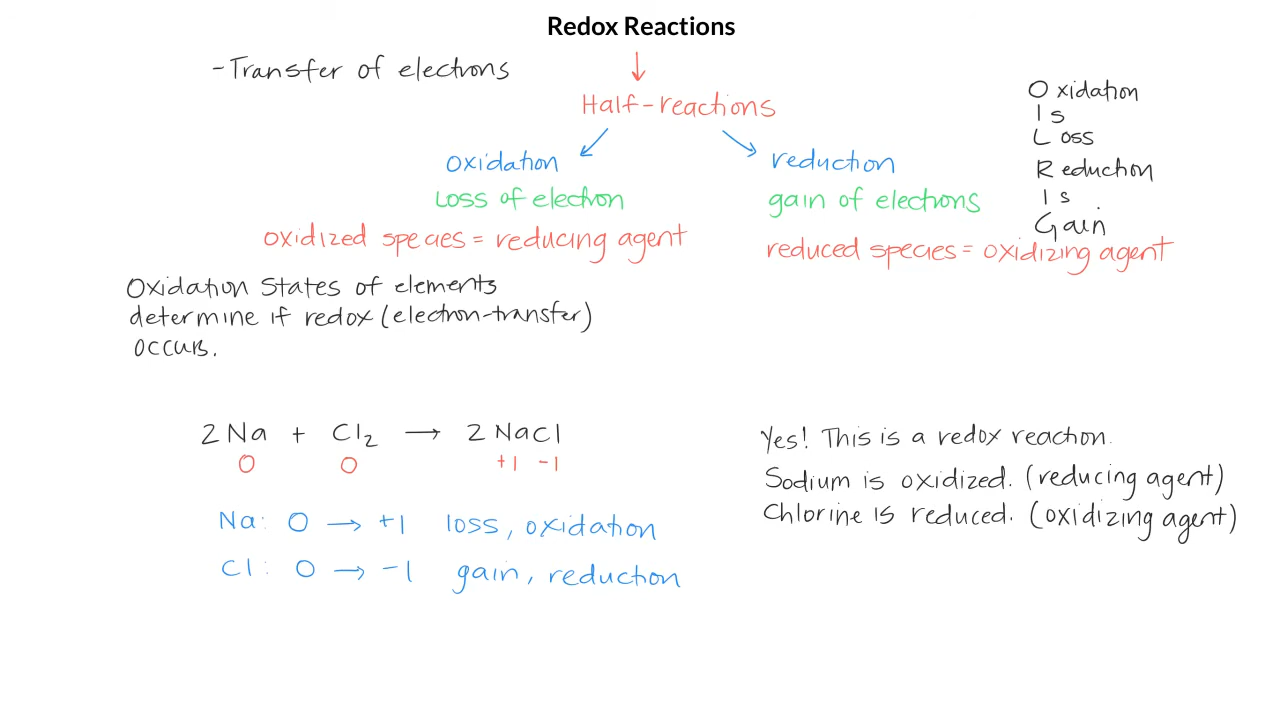 Redox Reactions
-Transfer of electrons
Half-reactions
oxidation
reduction
Loss of electron
gain of electrons
oxidized species = reducing agent
reduced species = oxidizing agent
Oxidation
Is
Loss
Reduction
Is
Gain
Oxidation States of elements
determine if redox (electron-transfer)
occurs.
2 Na + Cl₂ → 2 NaCl
0 0 +1 -1
Na: 0 → +1 loss, oxidation
Cl: 0 → -1 gain, reduction
Yes! This is a redox reaction.
Sodium is oxidized. (reducing agent)
Chlorine is reduced. (oxidizing agent)